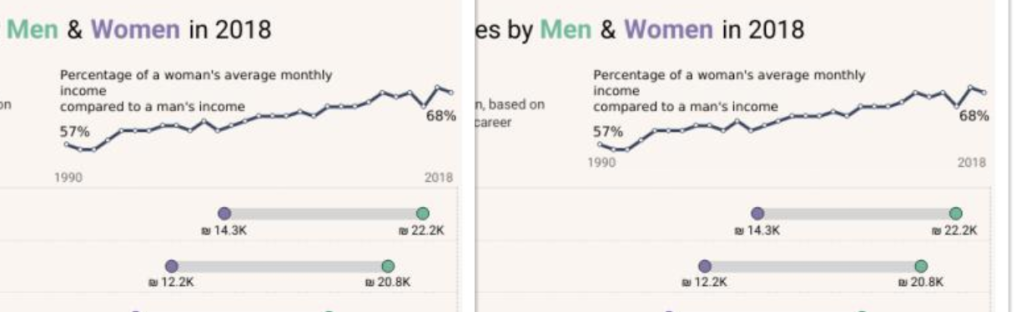 Men & Women in 2018
Percentage of a woman's average monthly
income
compared to a man's income
on
57%
68%
1990
2018
₪ 14.3K
₪ 22.2K
₪ 12.2K
₪ 20.8K
es by Men & Women in 2018
Percentage of a woman's average monthly
income
compared to a man's income
n, based on
career
57%
68%
1990
2018
₪ 14.3K
₪ 22.2K
₪ 12.2K
₪ 20.8K